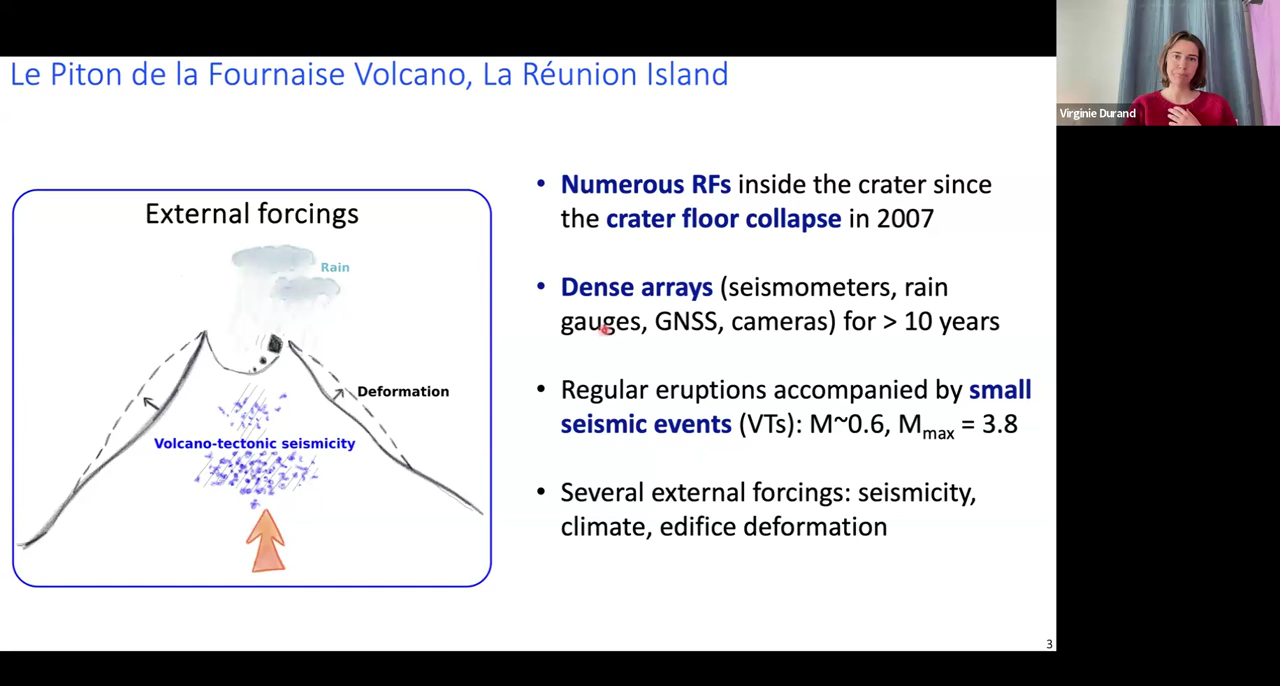 Le Piton de la Fournaise Volcano, La Réunion Island
Virginie Durand
External forcings
Rain
Deformation
Volcano-tectonic seismicity
• Numerous RFs inside the crater since
the crater floor collapse in 2007
• Dense arrays (seismometers, rain
gauges, GNSS, cameras) for > 10 years
• Regular eruptions accompanied by small
seismic events (VTs): M~0.6, Mmax = 3.8
• Several external forcings: seismicity,
climate, edifice deformation
3